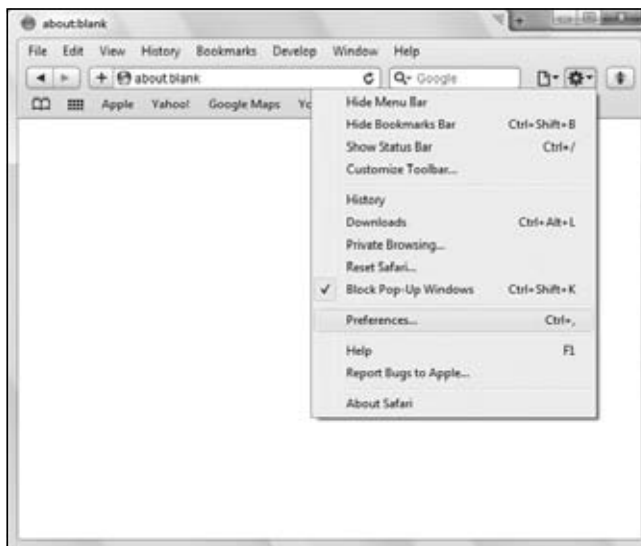 about:blank
File Edit View History Bookmarks Develop Window Help
about:blank Google
Apple Yahoo! Google Maps Yo
Hide Menu Bar
Hide Bookmarks Bar Ctrl+Shift+B
Show Status Bar Ctrl+/
Customize Toolbar...
History
Downloads Ctrl+Alt+L
Private Browsing...
Reset Safari...
Block Pop-Up Windows Ctrl+Shift+K
Preferences... Ctrl+,
Help F1
Report Bugs to Apple...
About Safari